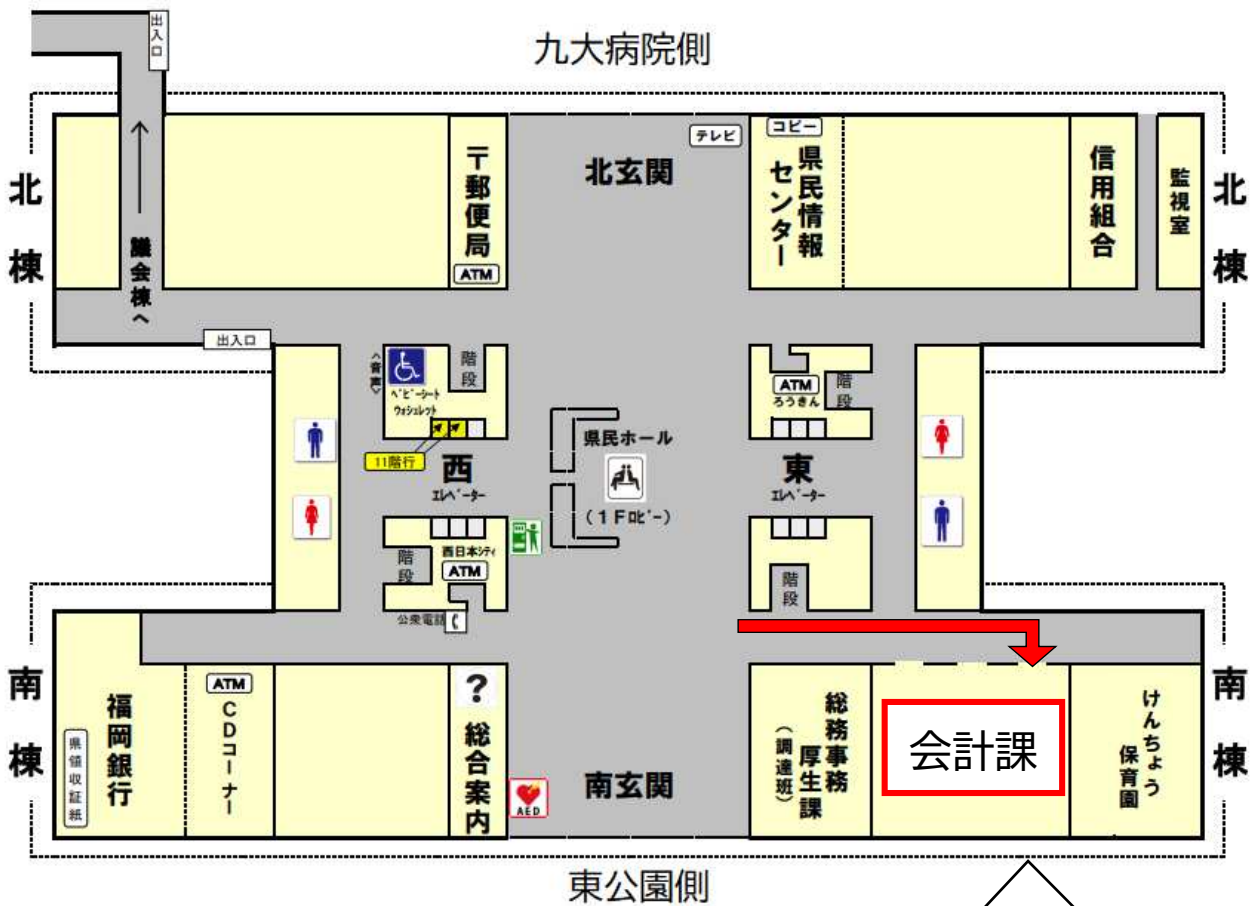 出入口
九大病院側
北棟
議会棟へ
〒郵便局
ATM
北玄関
テレビ
コピー
県民情報
センター
信用組合
監視室
北棟
出入口
<音声>
ベビーシート
ウォシュレット
階段
11階行
西
エレベーター
県民ホール
(1Fロビー)
ATM
ろうきん
階段
東
エレベーター
階段
西日本シティ
ATM
公衆電話
階段
南棟
福岡銀行
県領収証紙
ATM
CDコーナー
?
総合案内
AED
南玄関
総務事務
厚生課
(調達班)
会計課
けんちょう
保育園
南棟
東公園側